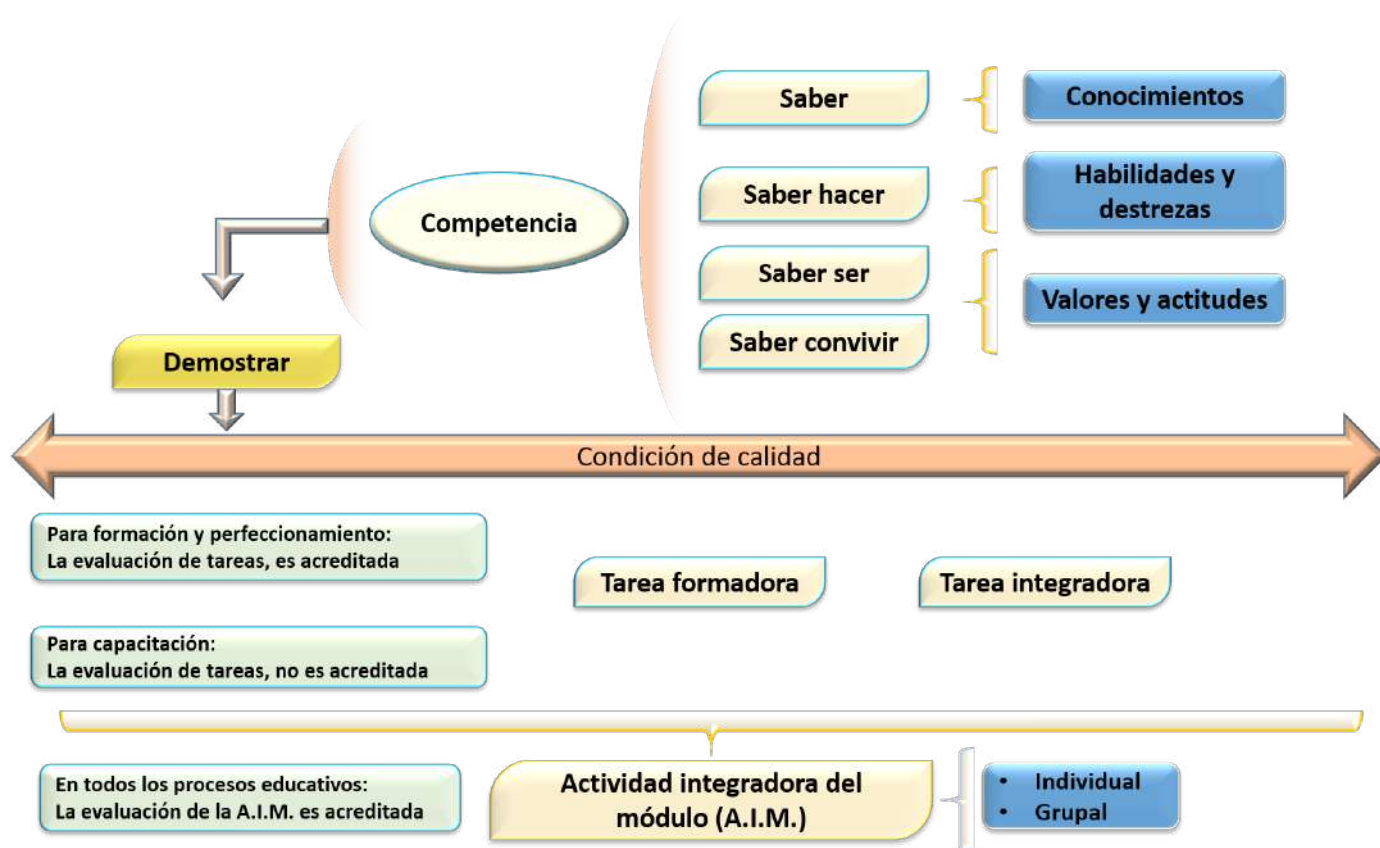 Saber
Conocimientos
Saber hacer
Habilidades y
destrezas
Competencia
Saber ser
Valores y actitudes
Saber convivir
Demostrar
Condición de calidad
Para formación y perfeccionamiento:
La evaluación de tareas, es acreditada
Tarea formadora
Tarea integradora
Para capacitación:
La evaluación de tareas, no es acreditada
En todos los procesos educativos:
La evaluación de la A.I.M. es acreditada
Actividad integradora del
módulo (A.I.M.)
• Individual
• Grupal